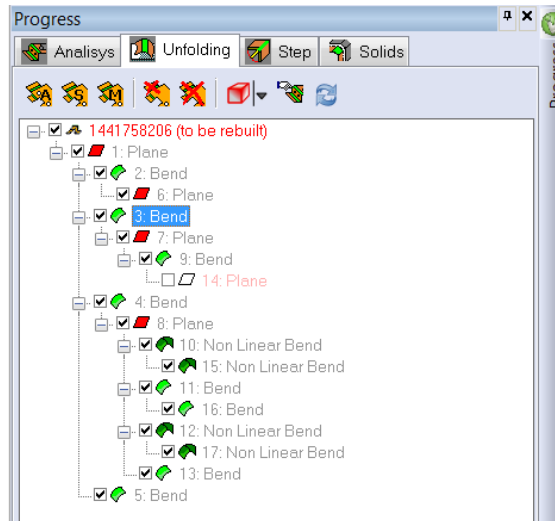 Progress
Analisys Unfolding Step Solids
A S M
1441758206 (to be rebuilt)
1: Plane
2: Bend
6: Plane
3: Bend
7: Plane
9: Bend
14: Plane
4: Bend
8: Plane
10: Non Linear Bend
15: Non Linear Bend
11: Bend
16: Bend
12: Non Linear Bend
17: Non Linear Bend
13: Bend
5: Bend